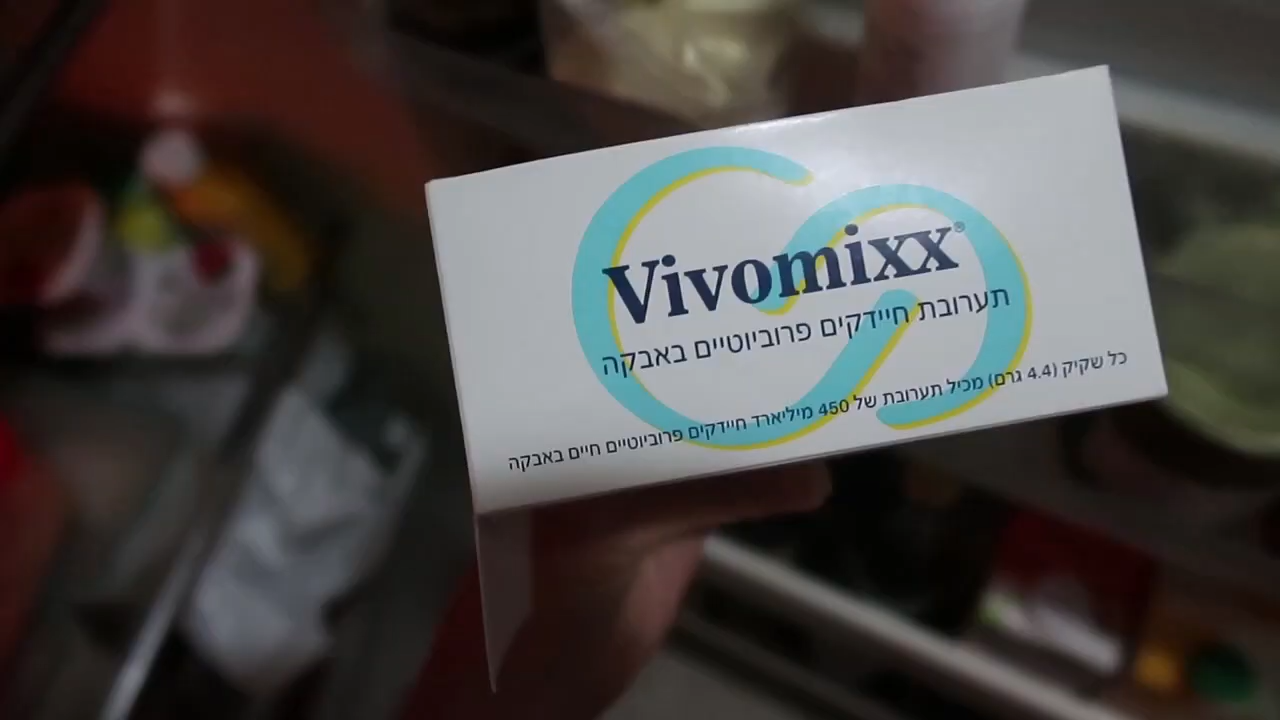 Vivomixx®
תערובת חיידקים פרוביוטיים באבקה
כל שקיק (4.4 גרם) מכיל תערובת של 450 מיליארד חיידקים פרוביוטיים חיים באבקה